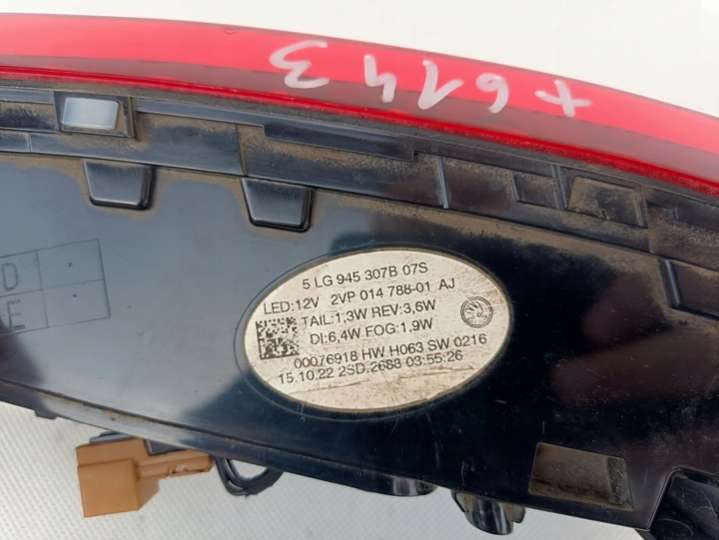 +6143
D
E
5 LG 945 307B 07S
LED:12V 2VP 014 788-01 AJ
TAIL:1,3W REV:3,6W
DI:6,4W FOG:1,9W
00076918 HW H063 SW 0216
15.10.22 2SD.2688 03:55:26